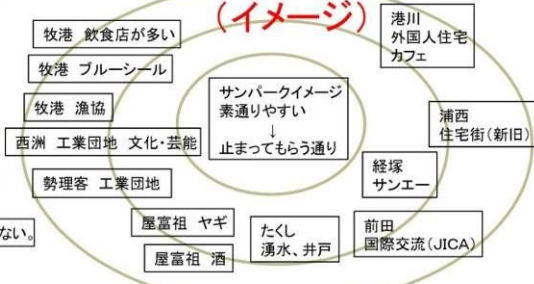 （イメージ）
牧港 飲食店が多い
牧港 ブルーシール
牧港 漁協
西洲 工業団地 文化・芸能
勢理客 工業団地
ない。
屋富祖 ヤギ
屋富祖 酒
たくし
湧水、井戸
サンパークイメージ
素通りやすい
↓
止まってもらう通り
港川
外国人住宅
カフェ
浦西
住宅街（新旧）
経塚
サンエー
前田
国際交流（JICA）